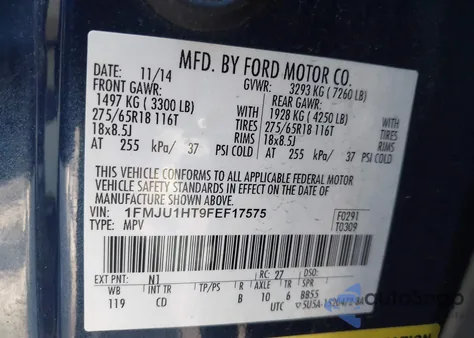 MFD. BY FORD MOTOR CO.
DATE: 11/14 GVWR: 3293 KG (7260 LB)
FRONT GAWR: REAR GAWR:
1497 KG (3300 LB) 1928 KG (4250 LB)
275/65R18 116T TIRES 275/65R18 116T TIRES
18x8.5J RIMS 18x8.5J RIMS
AT 255 kPa/ 37 PSI COLD AT 255 kPa/ 37 PSI COLD
THIS VEHICLE CONFORMS TO ALL APPLICABLE FEDERAL MOTOR
VEHICLE SAFETY STANDARDS IN EFFECT ON THE DATE OF
MANUFACTURE SHOWN ABOVE.
VIN: 1FMJU1HT9FEF17575 F0291
TYPE: MPV T0309
EXT PNT: N1 RC: 27 DSO:
WB INT TR TP/PS R AXLE TR SPR
119 CD B 10 6 BB55
UTC